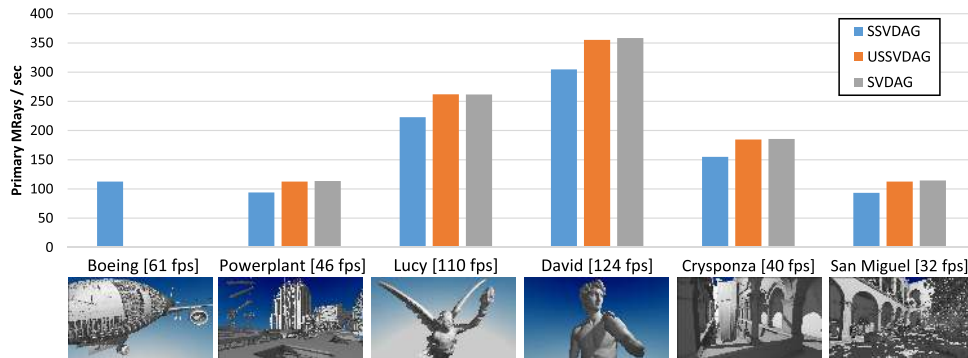 Primary MRays / sec
400
350
300
250
200
150
100
50
0
SSVDAG
USSVDAG
SVDAG
Boeing [61 fps]
Powerplant [46 fps]
Lucy [110 fps]
David [124 fps]
Crysponza [40 fps]
San Miguel [32 fps]